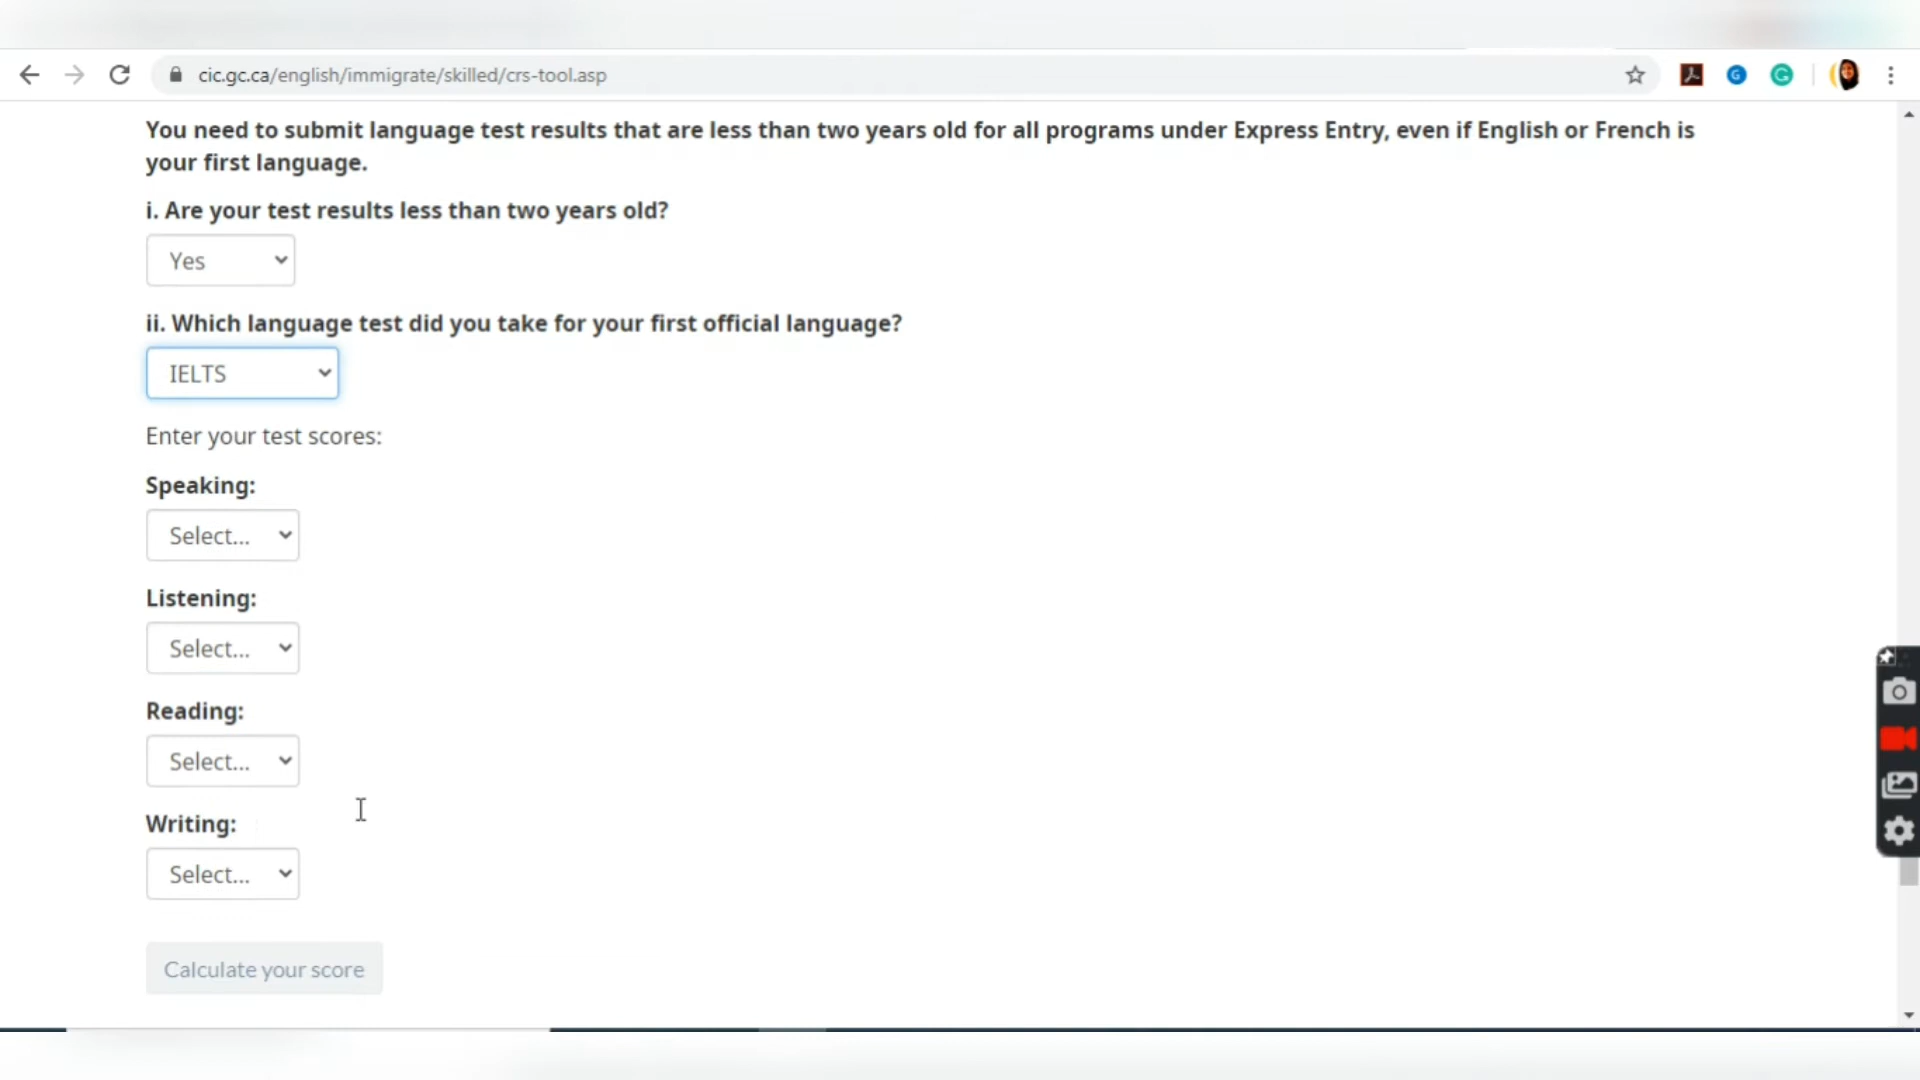 cic.gc.ca/english/immigrate/skilled/crs-tool.asp
You need to submit language test results that are less than two years old for all programs under Express Entry, even if English or French is
your first language.
i. Are your test results less than two years old?
Yes
ii. Which language test did you take for your first official language?
IELTS
Enter your test scores:
Speaking:
Select...
Listening:
Select...
Reading:
Select...
Writing:
Select...
Calculate your score